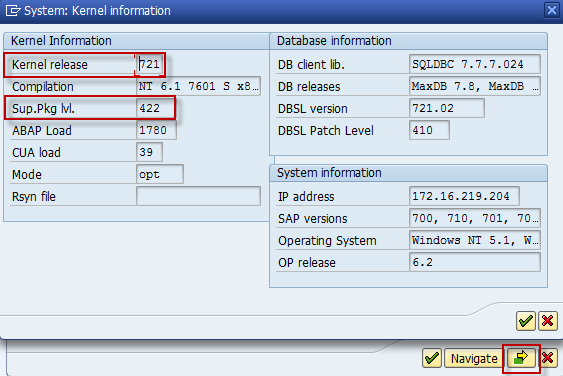 System: Kernel information
Kernel Information
Kernel release 721
Compilation NT 6.1 7601 S x8...
Sup.Pkg lvl. 422
ABAP Load 1780
CUA load 39
Mode opt
Rsyn file
Database information
DB client lib. SQLDBC 7.7.7.024
DB releases MaxDB 7.8, MaxDB ...
DBSL version 721.02
DBSL Patch Level 410
System information
IP address 172.16.219.204
SAP versions 700, 710, 701, 70...
Operating System Windows NT 5.1, W...
OP release 6.2
Navigate